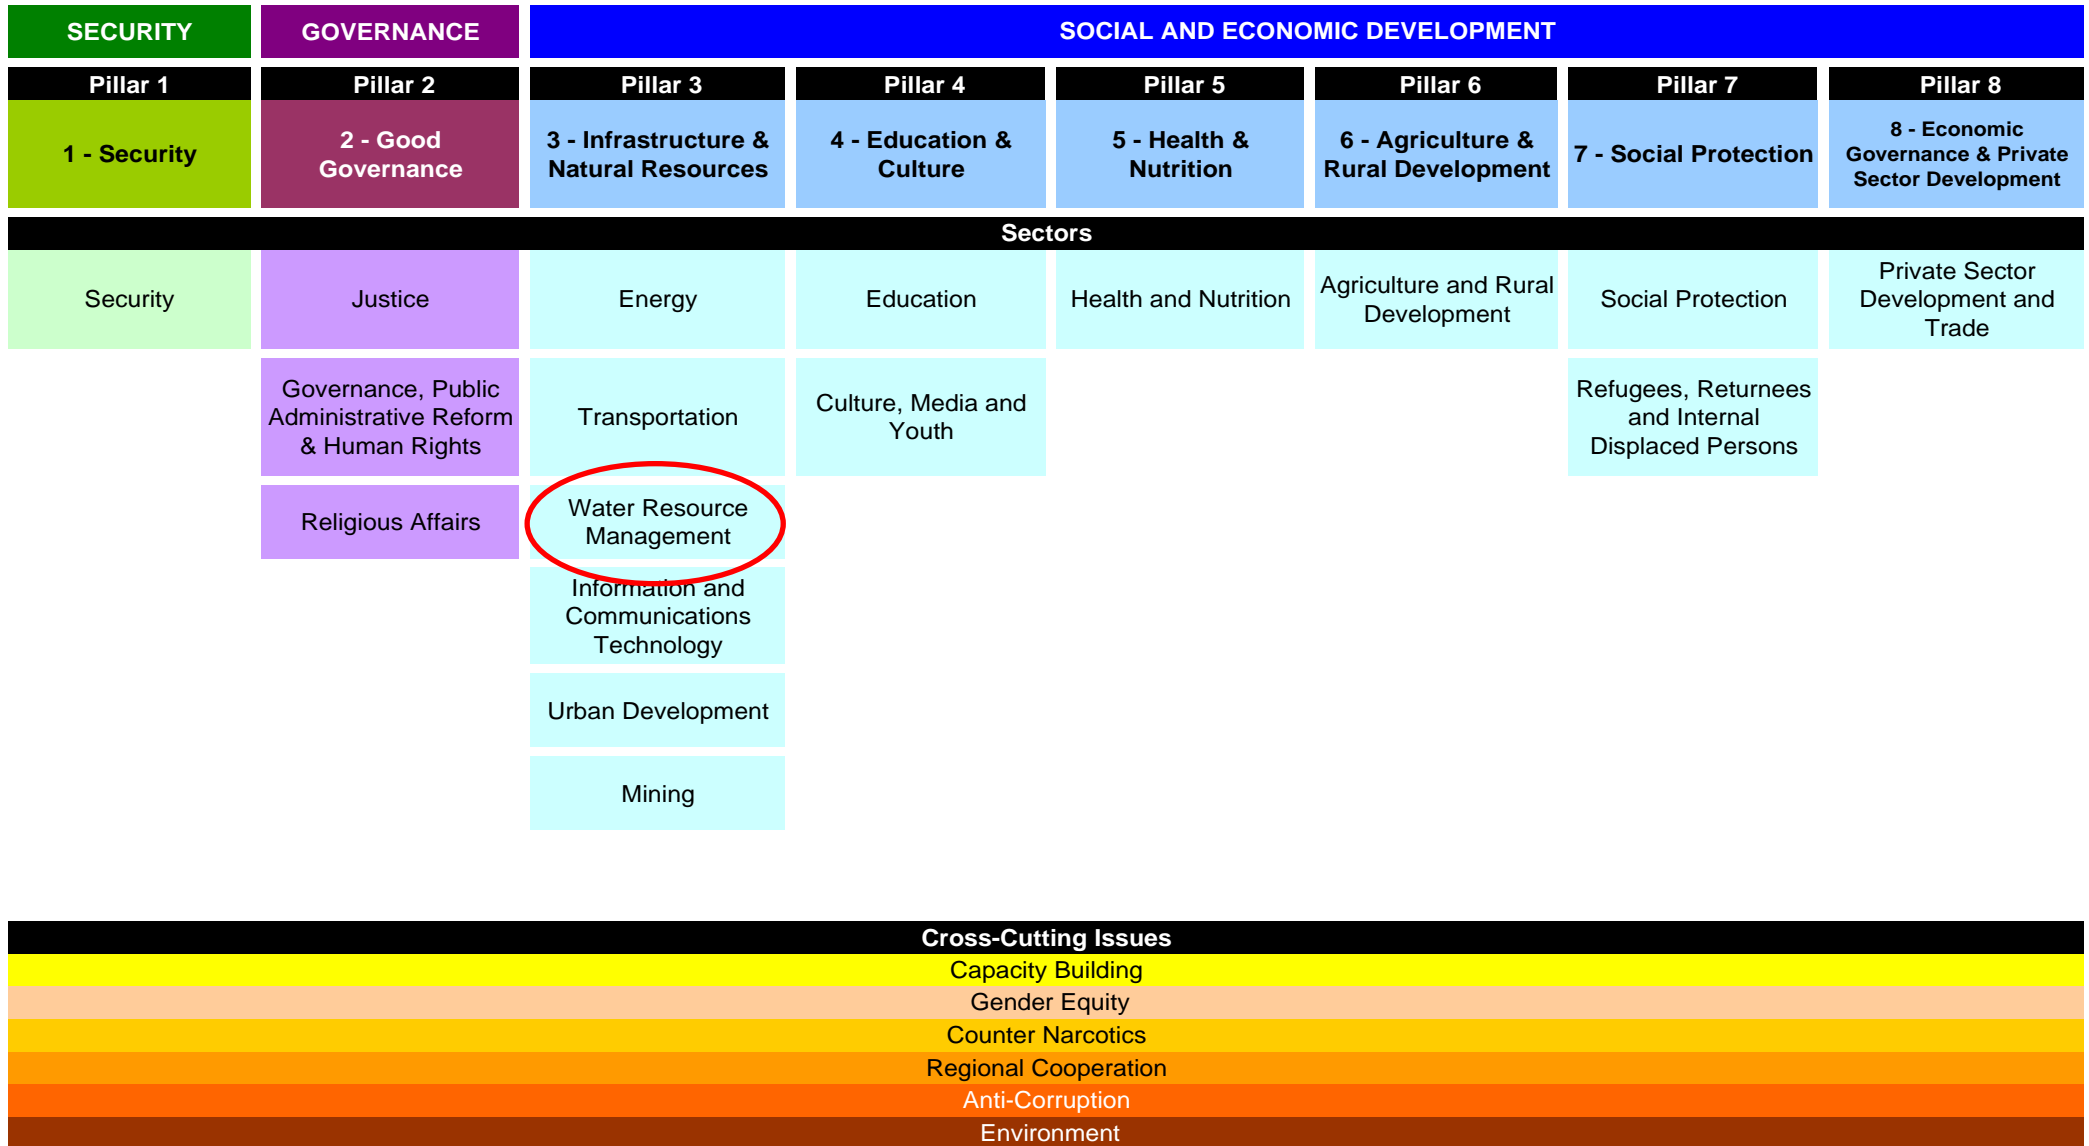 SECURITY
GOVERNANCE
SOCIAL AND ECONOMIC DEVELOPMENT
Pillar 1
Pillar 2
Pillar 3
Pillar 4
Pillar 5
Pillar 6
Pillar 7
Pillar 8
1 - Security
2 - Good
Governance
3 - Infrastructure &
Natural Resources
4 - Education &
Culture
5 - Health &
Nutrition
6 - Agriculture &
Rural Development
7 - Social Protection
8 - Economic
Governance & Private
Sector Development
Sectors
Security
Justice
Energy
Education
Health and Nutrition
Agriculture and Rural
Development
Social Protection
Private Sector
Development and
Trade
Governance, Public
Administrative Reform
& Human Rights
Transportation
Culture, Media and
Youth
Refugees, Returnees
and Internal
Displaced Persons
Religious Affairs
Water Resource
Management
Information and
Communications
Technology
Urban Development
Mining
Cross-Cutting Issues
Capacity Building
Gender Equity
Counter Narcotics
Regional Cooperation
Anti-Corruption
Environment